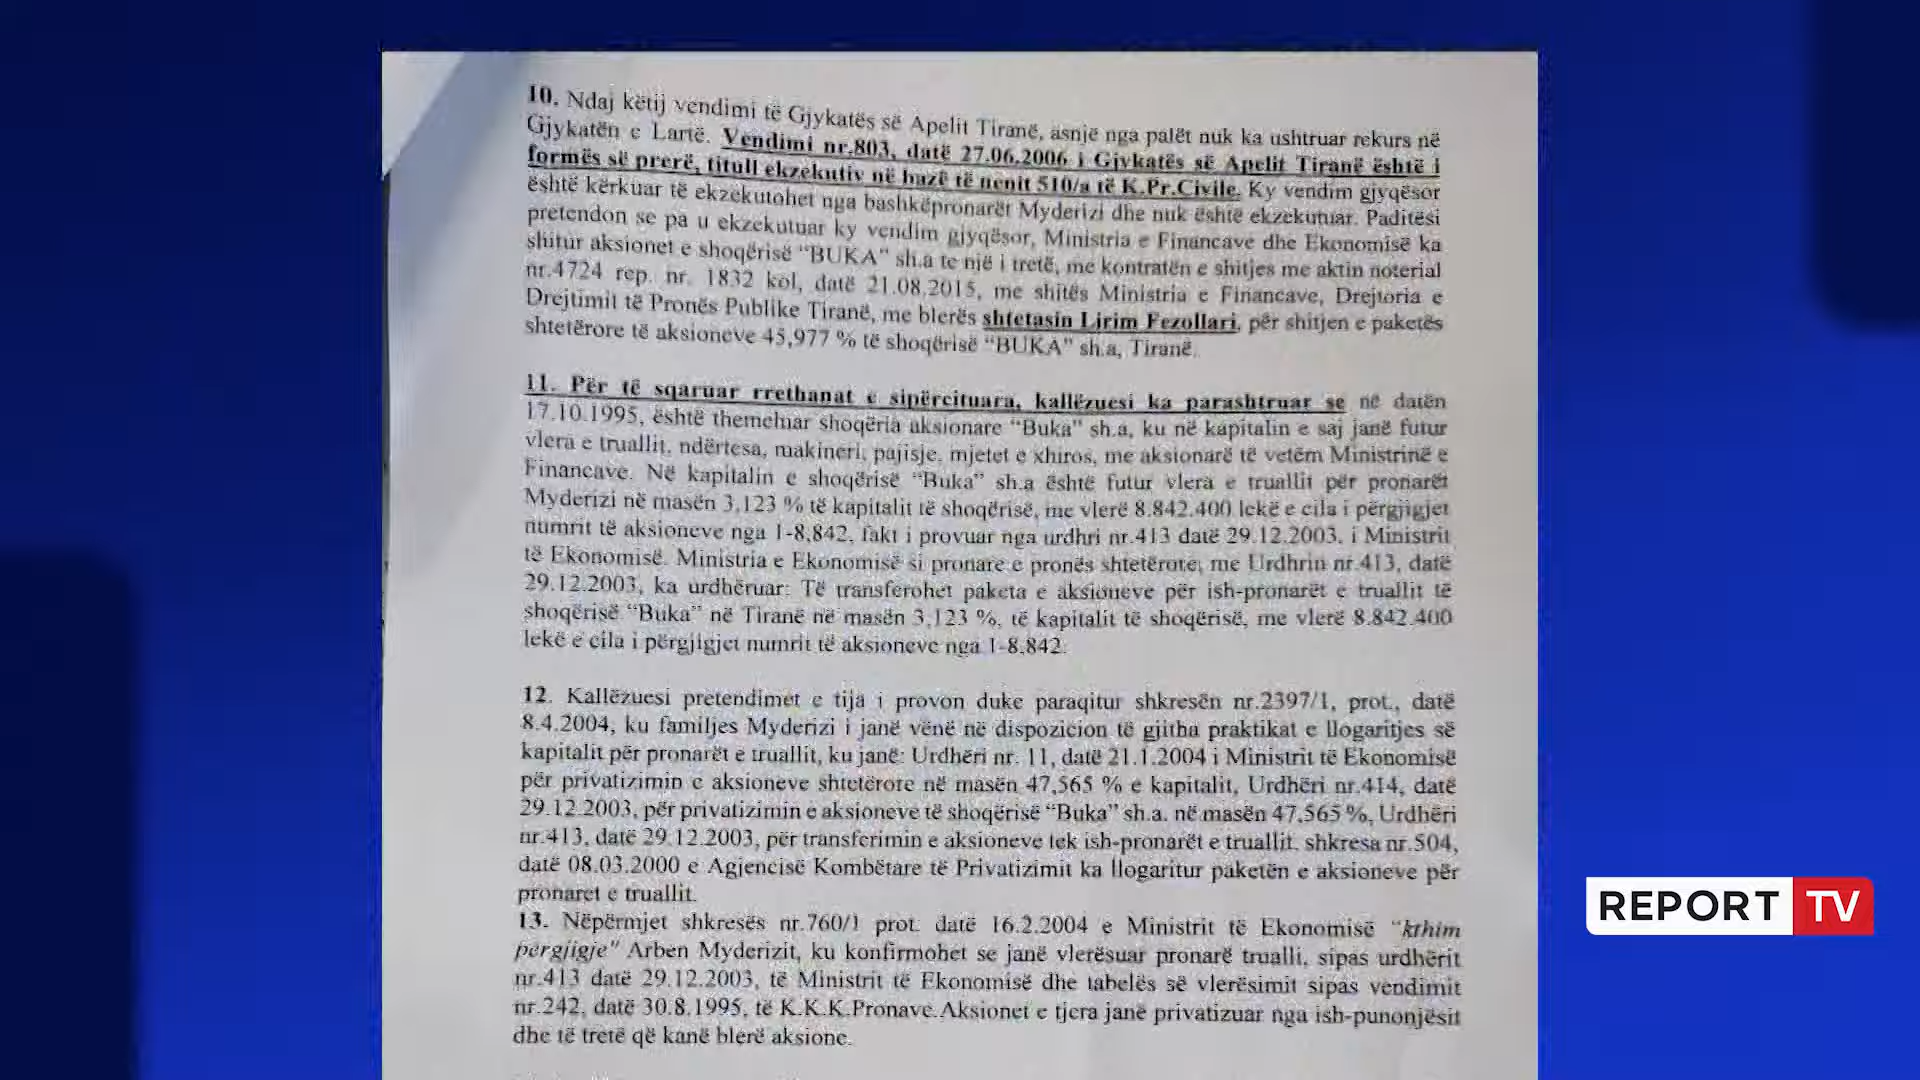 10. Ndaj këtij vendimi të Gjykatës së Apelit Tiranë, asnjë nga palët nuk ka ushtruar rekurs në
Gjykatën e Lartë. Vendimi nr.803, datë 27.06.2006 i Gjykatës së Apelit Tiranë është i
formës së prerë, titull ekzekutiv në bazë të nenit 510/a të K.Pr.Civile. Ky vendim gjyqësor
është kërkuar të ekzekutohet nga bashkëpronarët Myderizi dhe nuk është ekzekutuar. Paditësi
pretendon se pa u ekzekutuar ky vendim gjyqësor, Ministria e Financave dhe Ekonomisë ka
shitur aksionet e shoqërisë “BUKA” sh.a te një i tretë, me kontratën e shitjes me aktin noterial
nr.4724 rep. nr. 1832 kol, datë 21.08.2015, me shitës Ministria e Financave, Drejtoria e
Drejtimit të Pronës Publike Tiranë, me blerës shtetasin Lirim Fezollari, për shitjen e paketës
shtetërore të aksioneve 45,977 % të shoqërisë “BUKA” sh.a, Tiranë.
11. Për të sqaruar rrethanat e sipërcituara, kallëzuesi ka parashtruar se në datën
17.10.1995, është themeluar shoqëria aksionare “Buka” sh.a, ku në kapitalin e saj janë futur
vlera e truallit, ndërtesa, makineri, pajisje, mjetet e xhiros, me aksionarë të vetëm Ministrinë e
Financave. Në kapitalin e shoqërisë “Buka” sh.a është futur vlera e truallit për pronarët
Myderizi në masën 3,123 % të kapitalit të shoqërisë, me vlerë 8.842.400 lekë e cila i përgjigjet
numrit të aksioneve nga 1-8,842, fakt i provuar nga urdhri nr.413 datë 29.12.2003, i Ministrit
të Ekonomisë. Ministria e Ekonomisë si pronare e pronës shtetërore, me Urdhrin nr.413, datë
29.12.2003, ka urdhëruar: Të transferohet paketa e aksioneve për ish-pronarët e truallit të
shoqërisë “Buka” në Tiranë në masën 3,123 %, të kapitalit të shoqërisë, me vlerë 8.842.400
lekë e cila i përgjigjet numrit të aksioneve nga 1-8,842.
12. Kallëzuesi pretendimet e tija i provon duke paraqitur shkresën nr.2397/1, prot., datë
8.4.2004, ku familjes Myderizi i janë vënë në dispozicion të gjitha praktikat e llogaritjes së
kapitalit për pronarët e truallit, ku janë: Urdhëri nr. 11, datë 21.1.2004 i Ministrit të Ekonomisë
për privatizimin e aksioneve shtetërore në masën 47,565 % e kapitalit, Urdhëri nr.414, datë
29.12.2003, për privatizimin e aksioneve të shoqërisë “Buka” sh.a. në masën 47,565 %, Urdhëri
nr.413, datë 29.12.2003, për transferimin e aksioneve tek ish-pronarët e truallit, shkresa nr.504,
datë 08.03.2000 e Agjencisë Kombëtare të Privatizimit ka llogaritur paketën e aksioneve për
pronarët e truallit.
13. Nëpërmjet shkresës nr.760/1 prot. datë 16.2.2004 e Ministrit të Ekonomisë “kthim
përgjigje” Arben Myderizit, ku konfirmohet se janë vlerësuar pronarë trualli, sipas urdhërit
nr.413 datë 29.12.2003, të Ministrit të Ekonomisë dhe tabelës së vlerësimit sipas vendimit
nr.242, datë 30.8.1995, të K.K.K.Pronave.Aksionet e tjera janë privatizuar nga ish-punonjësit
dhe të tretë që kanë blerë aksione.
REPORT TV